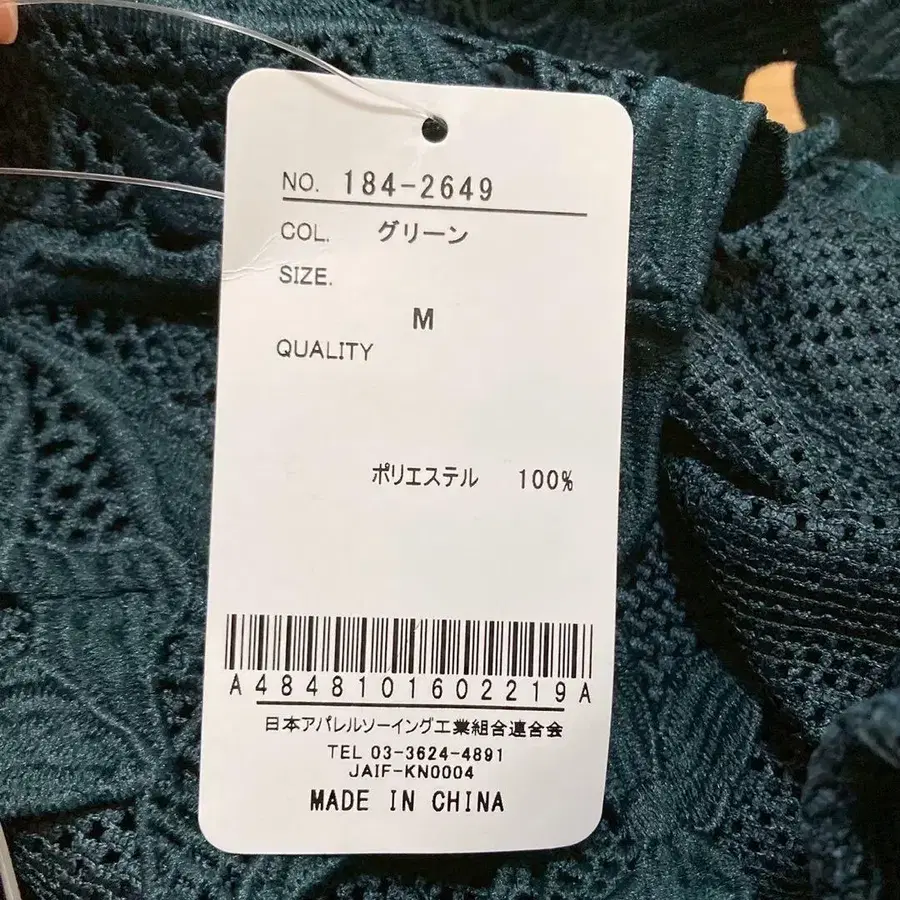 NO. 184-2649
COL. グリーン
SIZE.
M
QUALITY
ポリエステル 100%
A4848101602219A
日本アパレルソーイング工業組合連合会
TEL 03-3624-4891
JAIF-KN0004
MADE IN CHINA